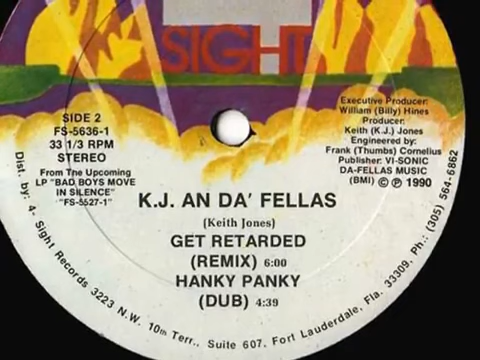 SIGHT
SIDE 2
FS-5636-1
33 1/3 RPM
STEREO
From The Upcoming
LP "BAD BOYS MOVE
IN SILENCE"
"FS-5527-1"
Executive Producer:
William (Billy) Hines
Producer:
Keith (K.J.) Jones
Engineered by:
Frank (Thumbs) Cornelius
Publisher: VI-SONIC
DA-FELLAS MUSIC
(BMI) © ℗ 1990
K.J. AN DA' FELLAS
(Keith Jones)
GET RETARDED
(REMIX) 6:00
HANKY PANKY
(DUB) 4:39
Dist. by: 4- Sight Records 3223 N.W. 10th Terr., Suite 607, Fort Lauderdale, Fla. 33309, Ph.: (305) 564-6862